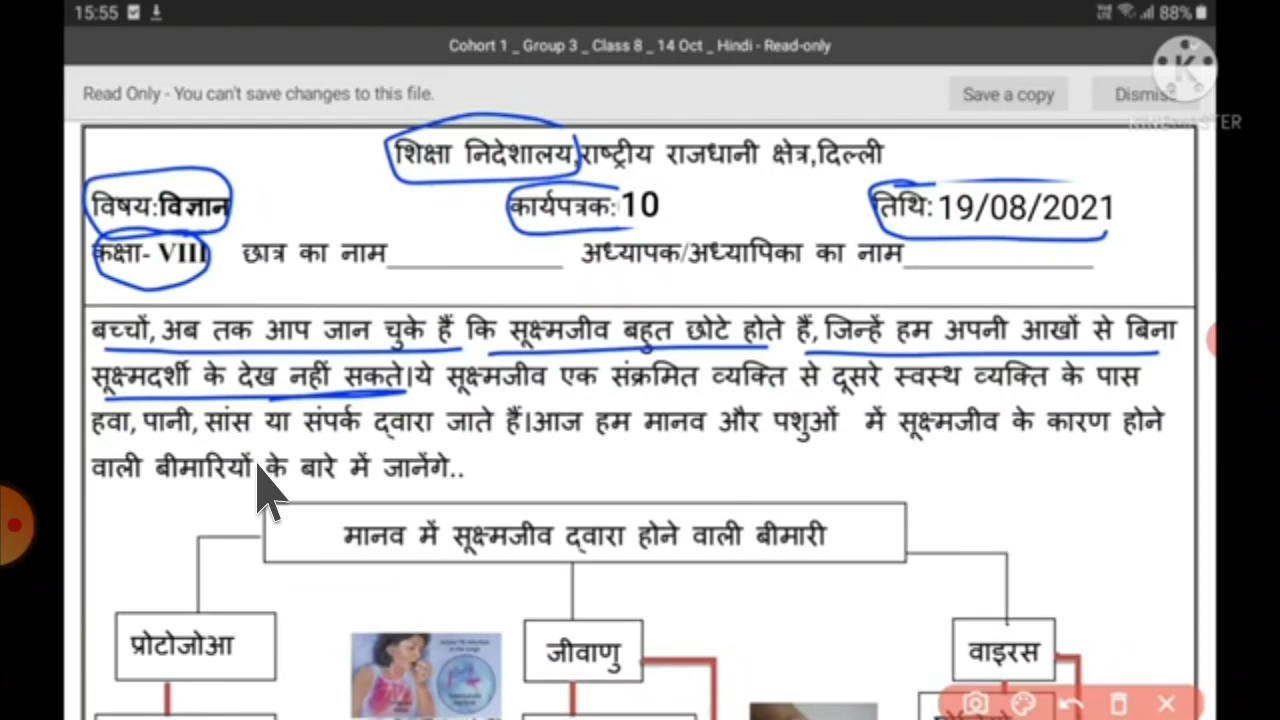 15:55
88%
Cohort 1 _ Group 3 _ Class 8 _ 14 Oct _ Hindi - Read-only
Read Only - You can't save changes to this file.
Save a copy
शिक्षा निदेशालय,राष्ट्रीय राजधानी क्षेत्र,दिल्ली
विषय:विज्ञान कार्यपत्रक: 10 तिथि: 19/08/2021
कक्षा- VIII छात्र का नाम____________ अध्यापक/अध्यापिका का नाम_____________
बच्चों,अब तक आप जान चुके हैं कि सूक्ष्मजीव बहुत छोटे होते हैं,जिन्हें हम अपनी आखों से बिना
सूक्ष्मदर्शी के देख नहीं सकते।ये सूक्ष्मजीव एक संक्रमित व्यक्ति से दूसरे स्वस्थ व्यक्ति के पास
हवा,पानी,सांस या संपर्क द्वारा जाते हैं।आज हम मानव और पशुओं में सूक्ष्मजीव के कारण होने
वाली बीमारियों के बारे में जानेंगे..
मानव में सूक्ष्मजीव द्वारा होने वाली बीमारी
प्रोटोजोआ
जीवाणु
वाइरस